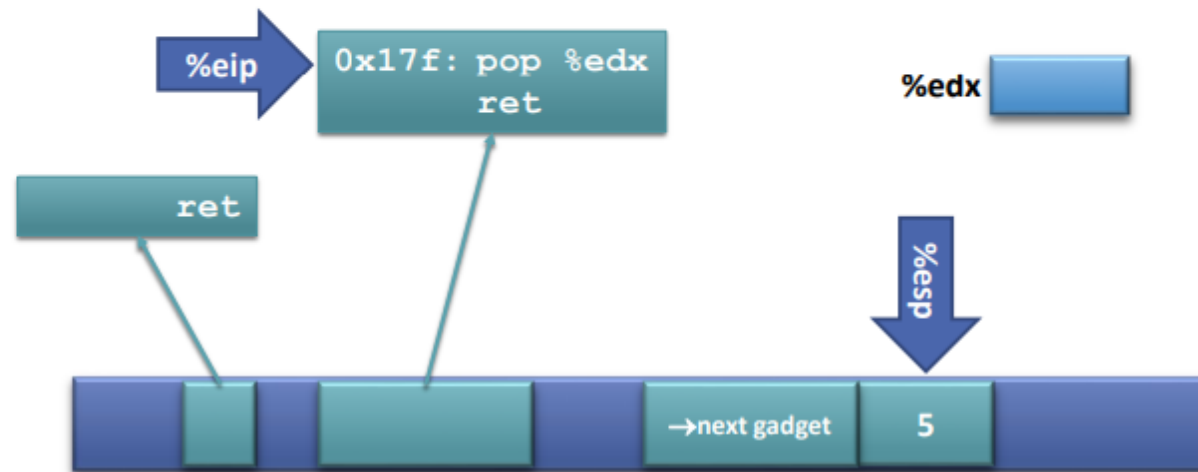 %eip
0x17f: pop %edx
ret
%edx
ret
%esp
→next gadget
5